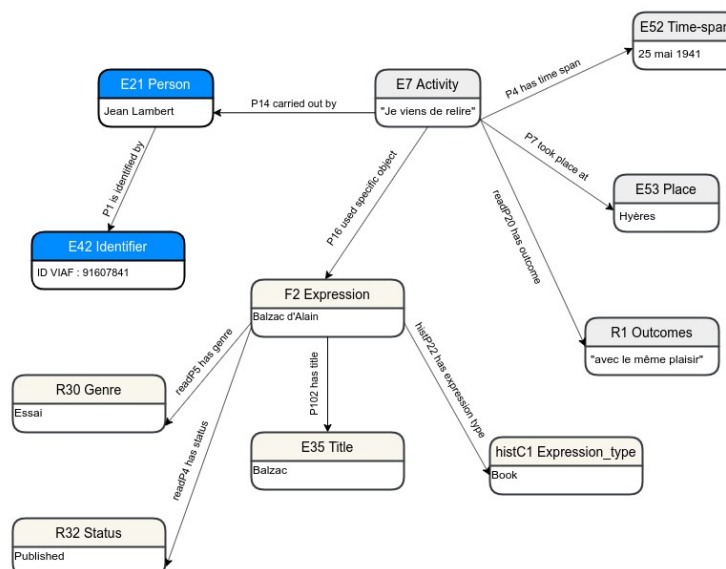 E52 Time-span
25 mai 1941
E21 Person
Jean Lambert
P14 carried out by
E7 Activity
"Je viens de relire"
P4 has time span
P7 took place at
P1 is identified by
P16 used specific object
readP20 has outcome
E53 Place
Hyères
E42 Identifier
ID VIAF : 91607841
F2 Expression
Balzac d'Alain
R1 Outcomes
"avec le même plaisir"
readP5 has genre
P102 has title
histP22 has expression type
R30 Genre
Essai
readP4 has status
E35 Title
Balzac
histC1 Expression_type
Book
R32 Status
Published